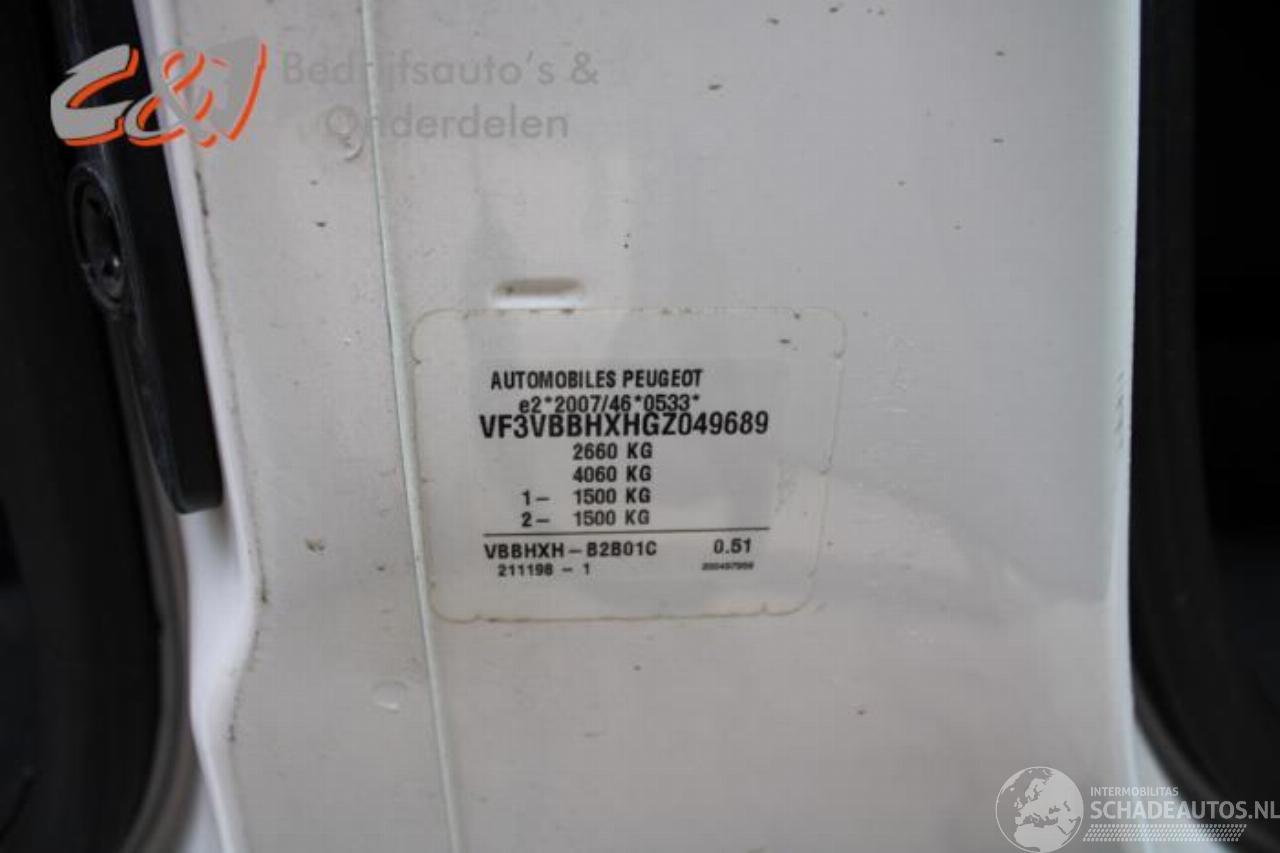 Bedrijfsauto's &
Onderdelen
AUTOMOBILES PEUGEOT
e2*2007/46*0533*
VF3VBBHXHGZ049689
2660 KG
4060 KG
1- 1500 KG
2- 1500 KG
VBBHXH-B2B01C 0.51
211198 - 1
INTERMOBILITAS
SCHADEAUTOS.NL